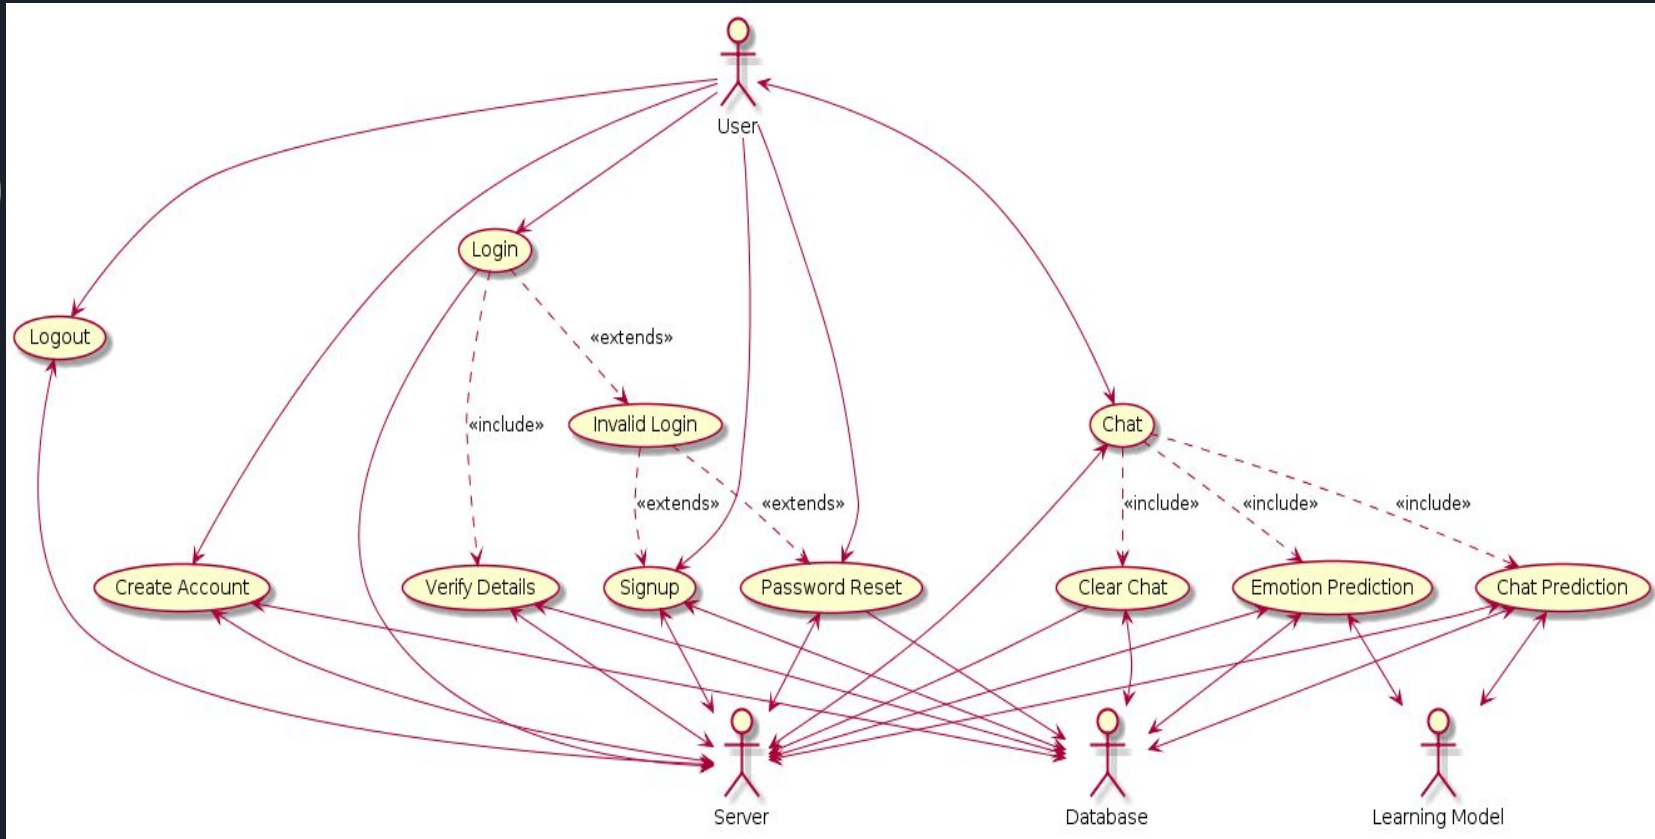 User
Login
Logout
«extends»
«include»
Invalid Login
Chat
«extends»
«extends»
«include»
«include»
«include»
Create Account
Verify Details
Signup
Password Reset
Clear Chat
Emotion Prediction
Chat Prediction
Server
Database
Learning Model